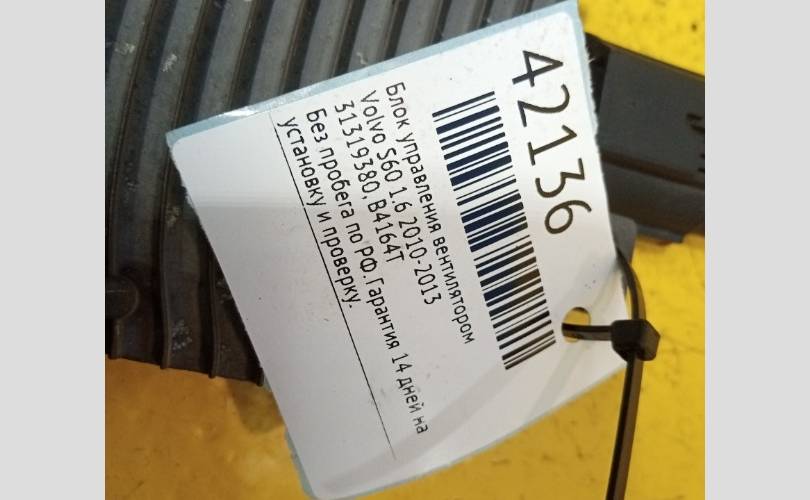 42136
Блок управления вентилятором
Volvo S60 1.6 2010-2013
31319380,B4164T
Без пробега по РФ.Гарантия 14 дней на
установку и проверку.